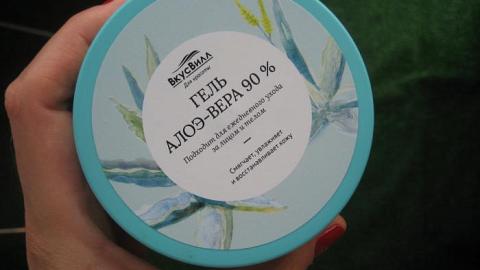 ВкусВилл
Для красоты
ГЕЛЬ
АЛОЭ-ВЕРА 90 %
Подходит для ежедневного ухода
за лицом и телом
Смягчает, увлажняет
и восстанавливает кожу